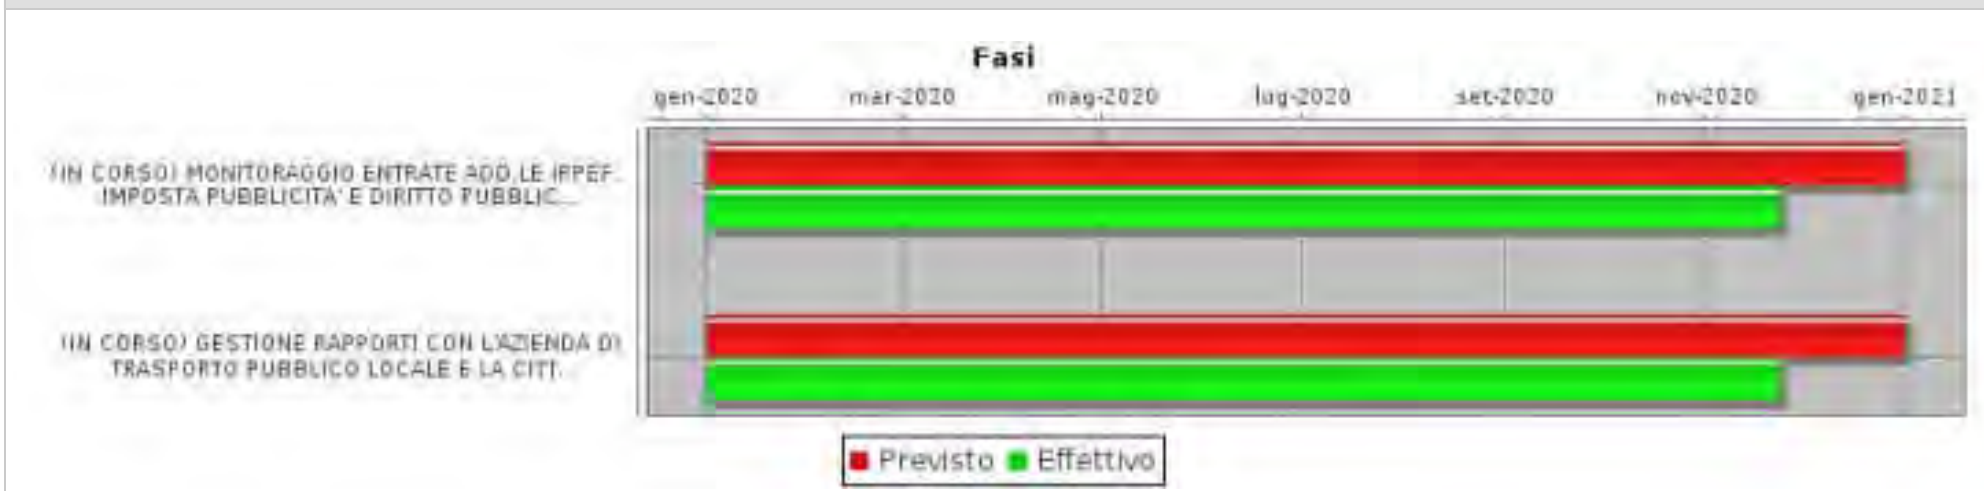 Fasi
gen-2020 mar-2020 mag-2020 lug-2020 set-2020 nov-2020 gen-2021
(IN CORSO) MONITORAGGIO ENTRATE ADD.LE IRPEF,
IMPOSTA PUBBLICITA' E DIRITTO PUBBLIC...
(IN CORSO) GESTIONE RAPPORTI CON L'AZIENDA DI
TRASPORTO PUBBLICO LOCALE E LA CITT...
Previsto Effettivo